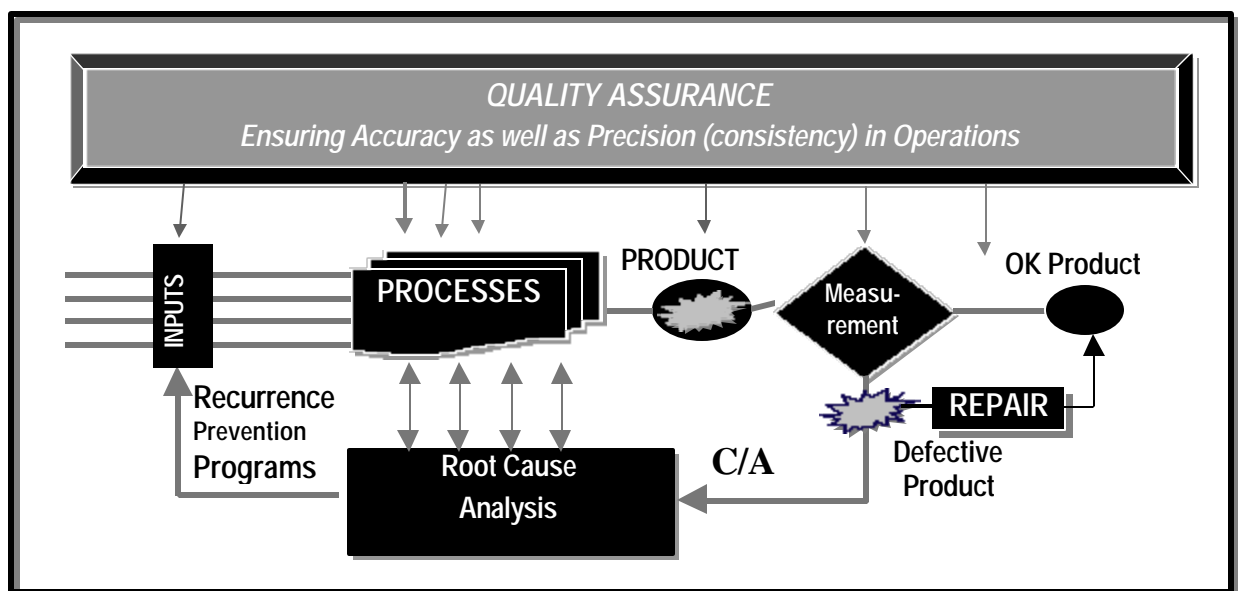 QUALITY ASSURANCE
Ensuring Accuracy as well as Precision (consistency) in Operations
INPUTS
PROCESSES
PRODUCT
Measu-
rement
OK Product
REPAIR
Defective
Product
Recurrence
Prevention
Programs
Root Cause
Analysis
C/A